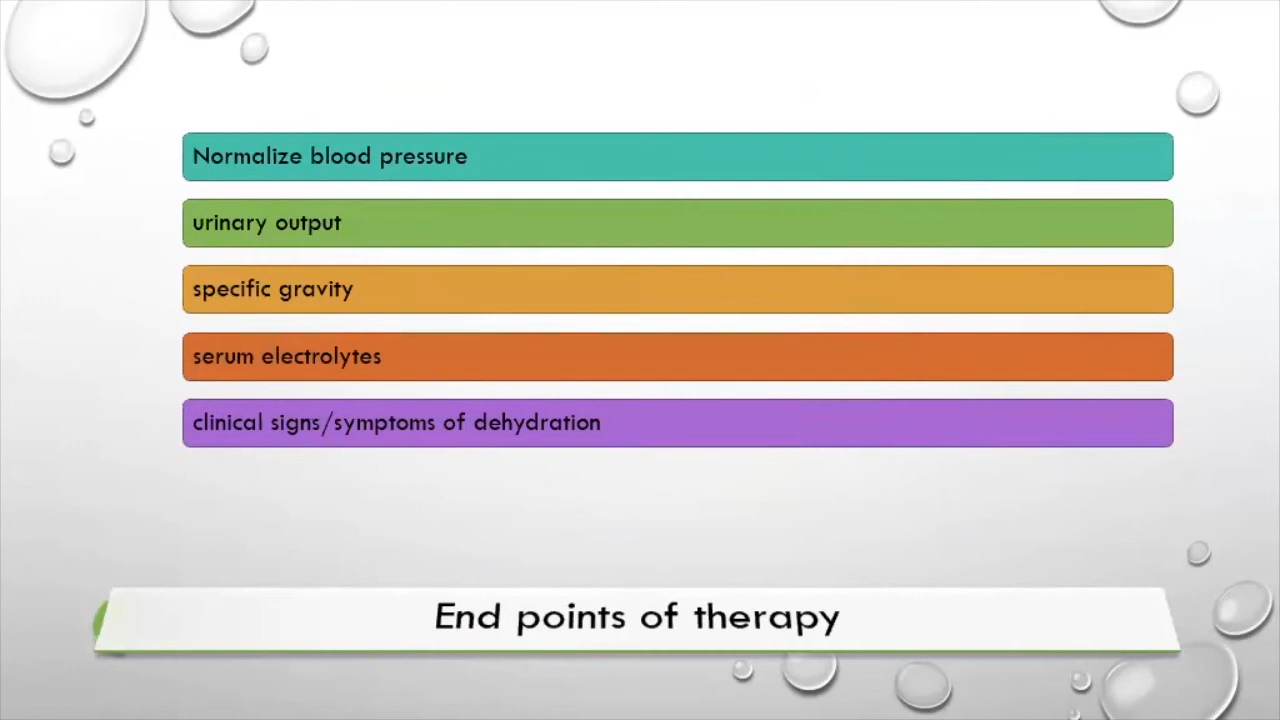 Normalize blood pressure
urinary output
specific gravity
serum electrolytes
clinical signs/symptoms of dehydration
End points of therapy